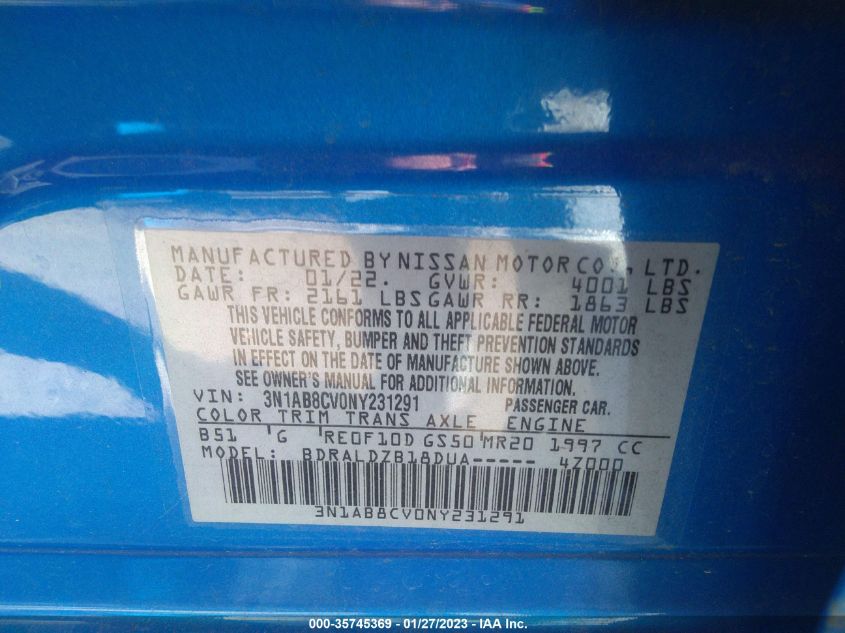 MANUFACTURED BY NISSAN MOTOR CO., LTD.
DATE: 01/22. GVWR: 4001 LBS
GAWR FR: 2161 LBS GAWR RR: 1863 LBS
THIS VEHICLE CONFORMS TO ALL APPLICABLE FEDERAL MOTOR
VEHICLE SAFETY, BUMPER AND THEFT PREVENTION STANDARDS
IN EFFECT ON THE DATE OF MANUFACTURE SHOWN ABOVE.
SEE OWNER'S MANUAL FOR ADDITIONAL INFORMATION.
VIN: 3N1AB8CV0NY231291 PASSENGER CAR.
COLOR TRIM TRANS AXLE ENGINE
B51 G RE0F10D GS50 MR20 1997 CC
MODEL: BDRALDZB18DUA----- 4Z000
3N1AB8CV0NY231291
000-35745369 - 01/27/2023 - IAA Inc.